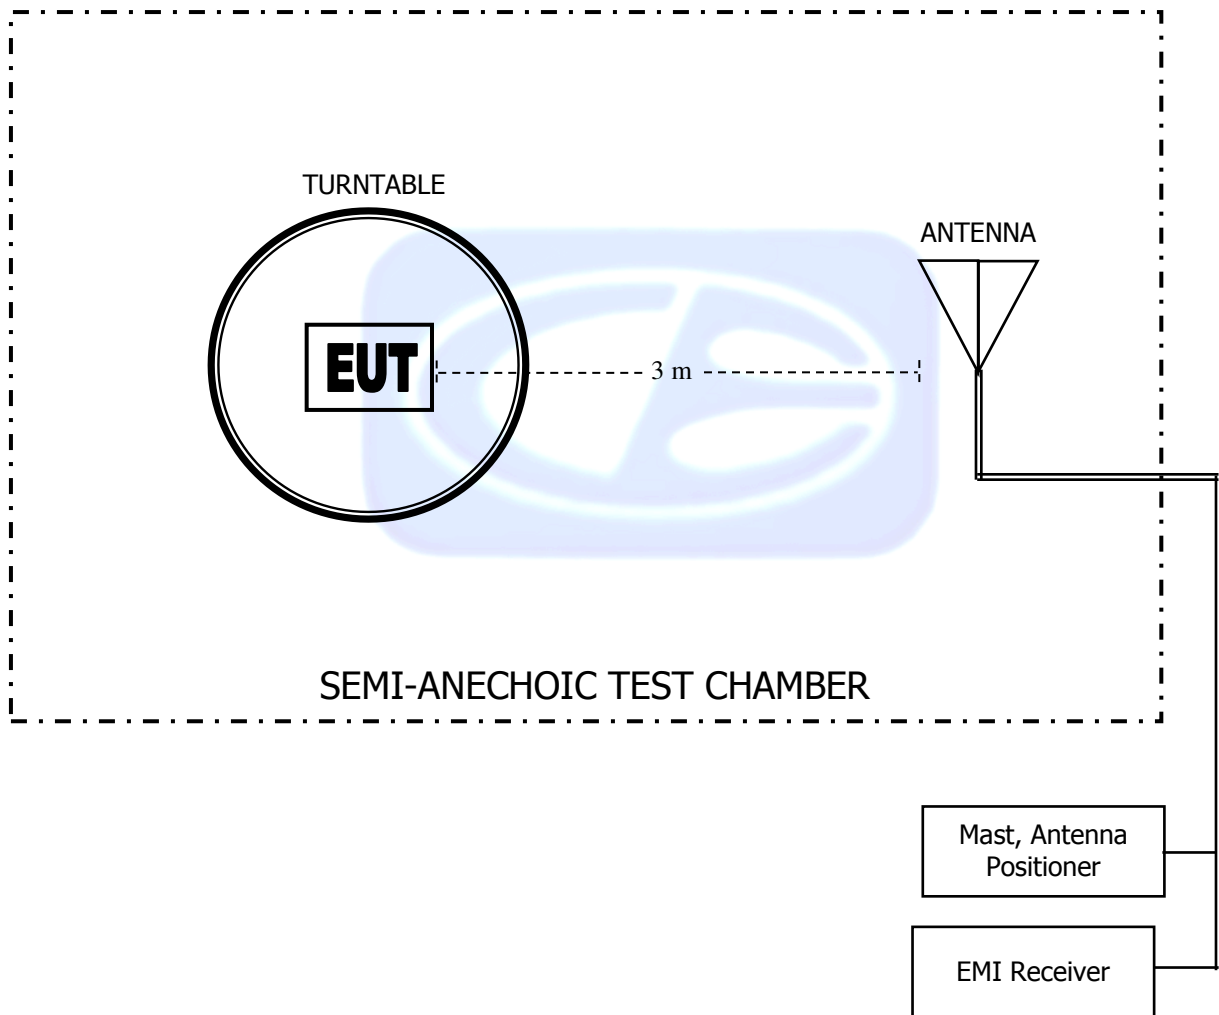 TURNTABLE
ANTENNA
EUT
3 m
SEMI-ANECHOIC TEST CHAMBER
Mast, Antenna
Positioner
EMI Receiver